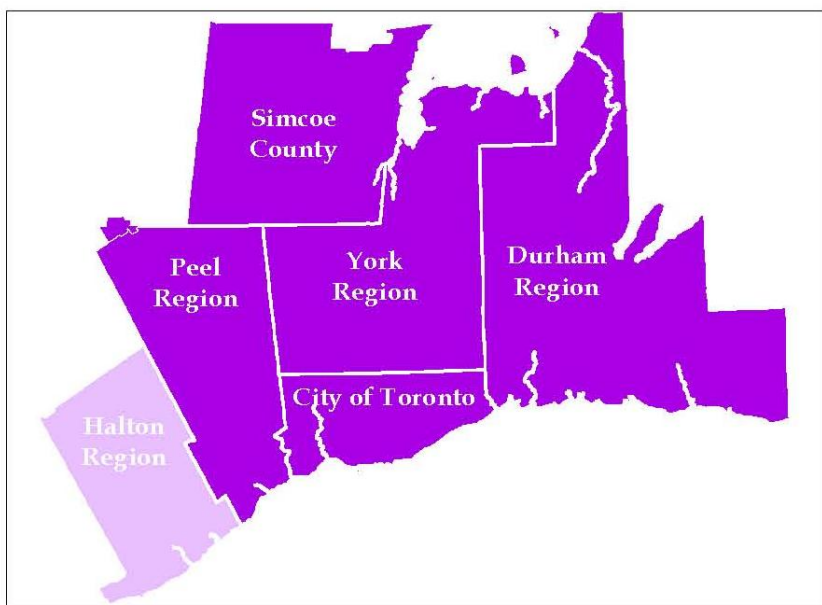 Simcoe
County
Peel
Region
York
Region
Durham
Region
City of Toronto
Halton
Region